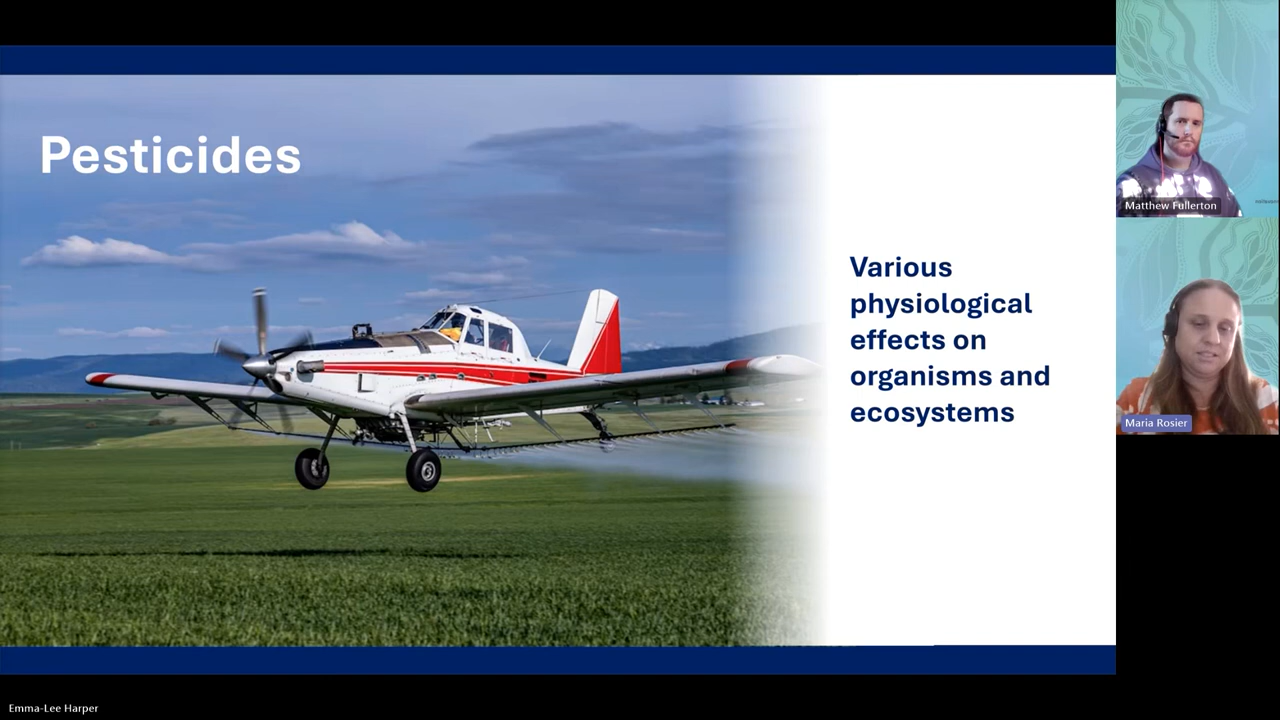 Pesticides
Various
physiological
effects on
organisms and
ecosystems
Matthew Fullerton
Maria Rosier
Emma-Lee Harper